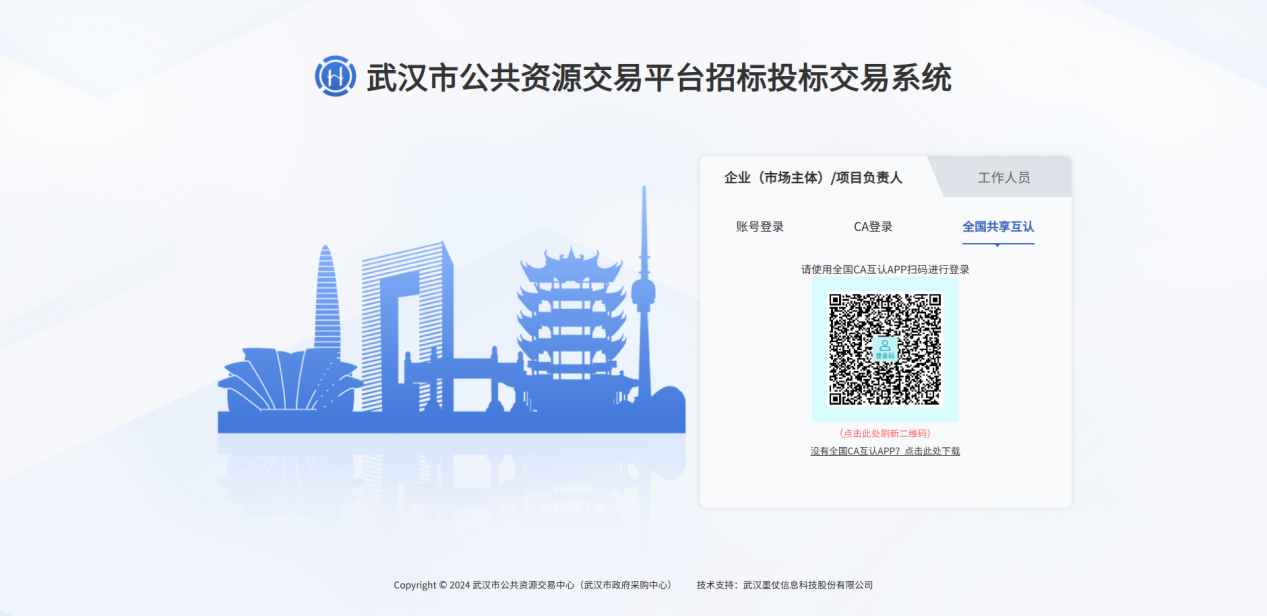 武汉市公共资源交易平台招标投标交易系统
企业（市场主体）/项目负责人
工作人员
账号登录
CA登录
全国共享互认
请使用全国CA互认APP扫码进行登录
登录码
（点击此处刷新二维码）
没有全国CA互认APP？点击此处下载
Copyright © 2024 武汉市公共资源交易中心（武汉市政府采购中心）
技术支持：武汉墨仗信息科技股份有限公司